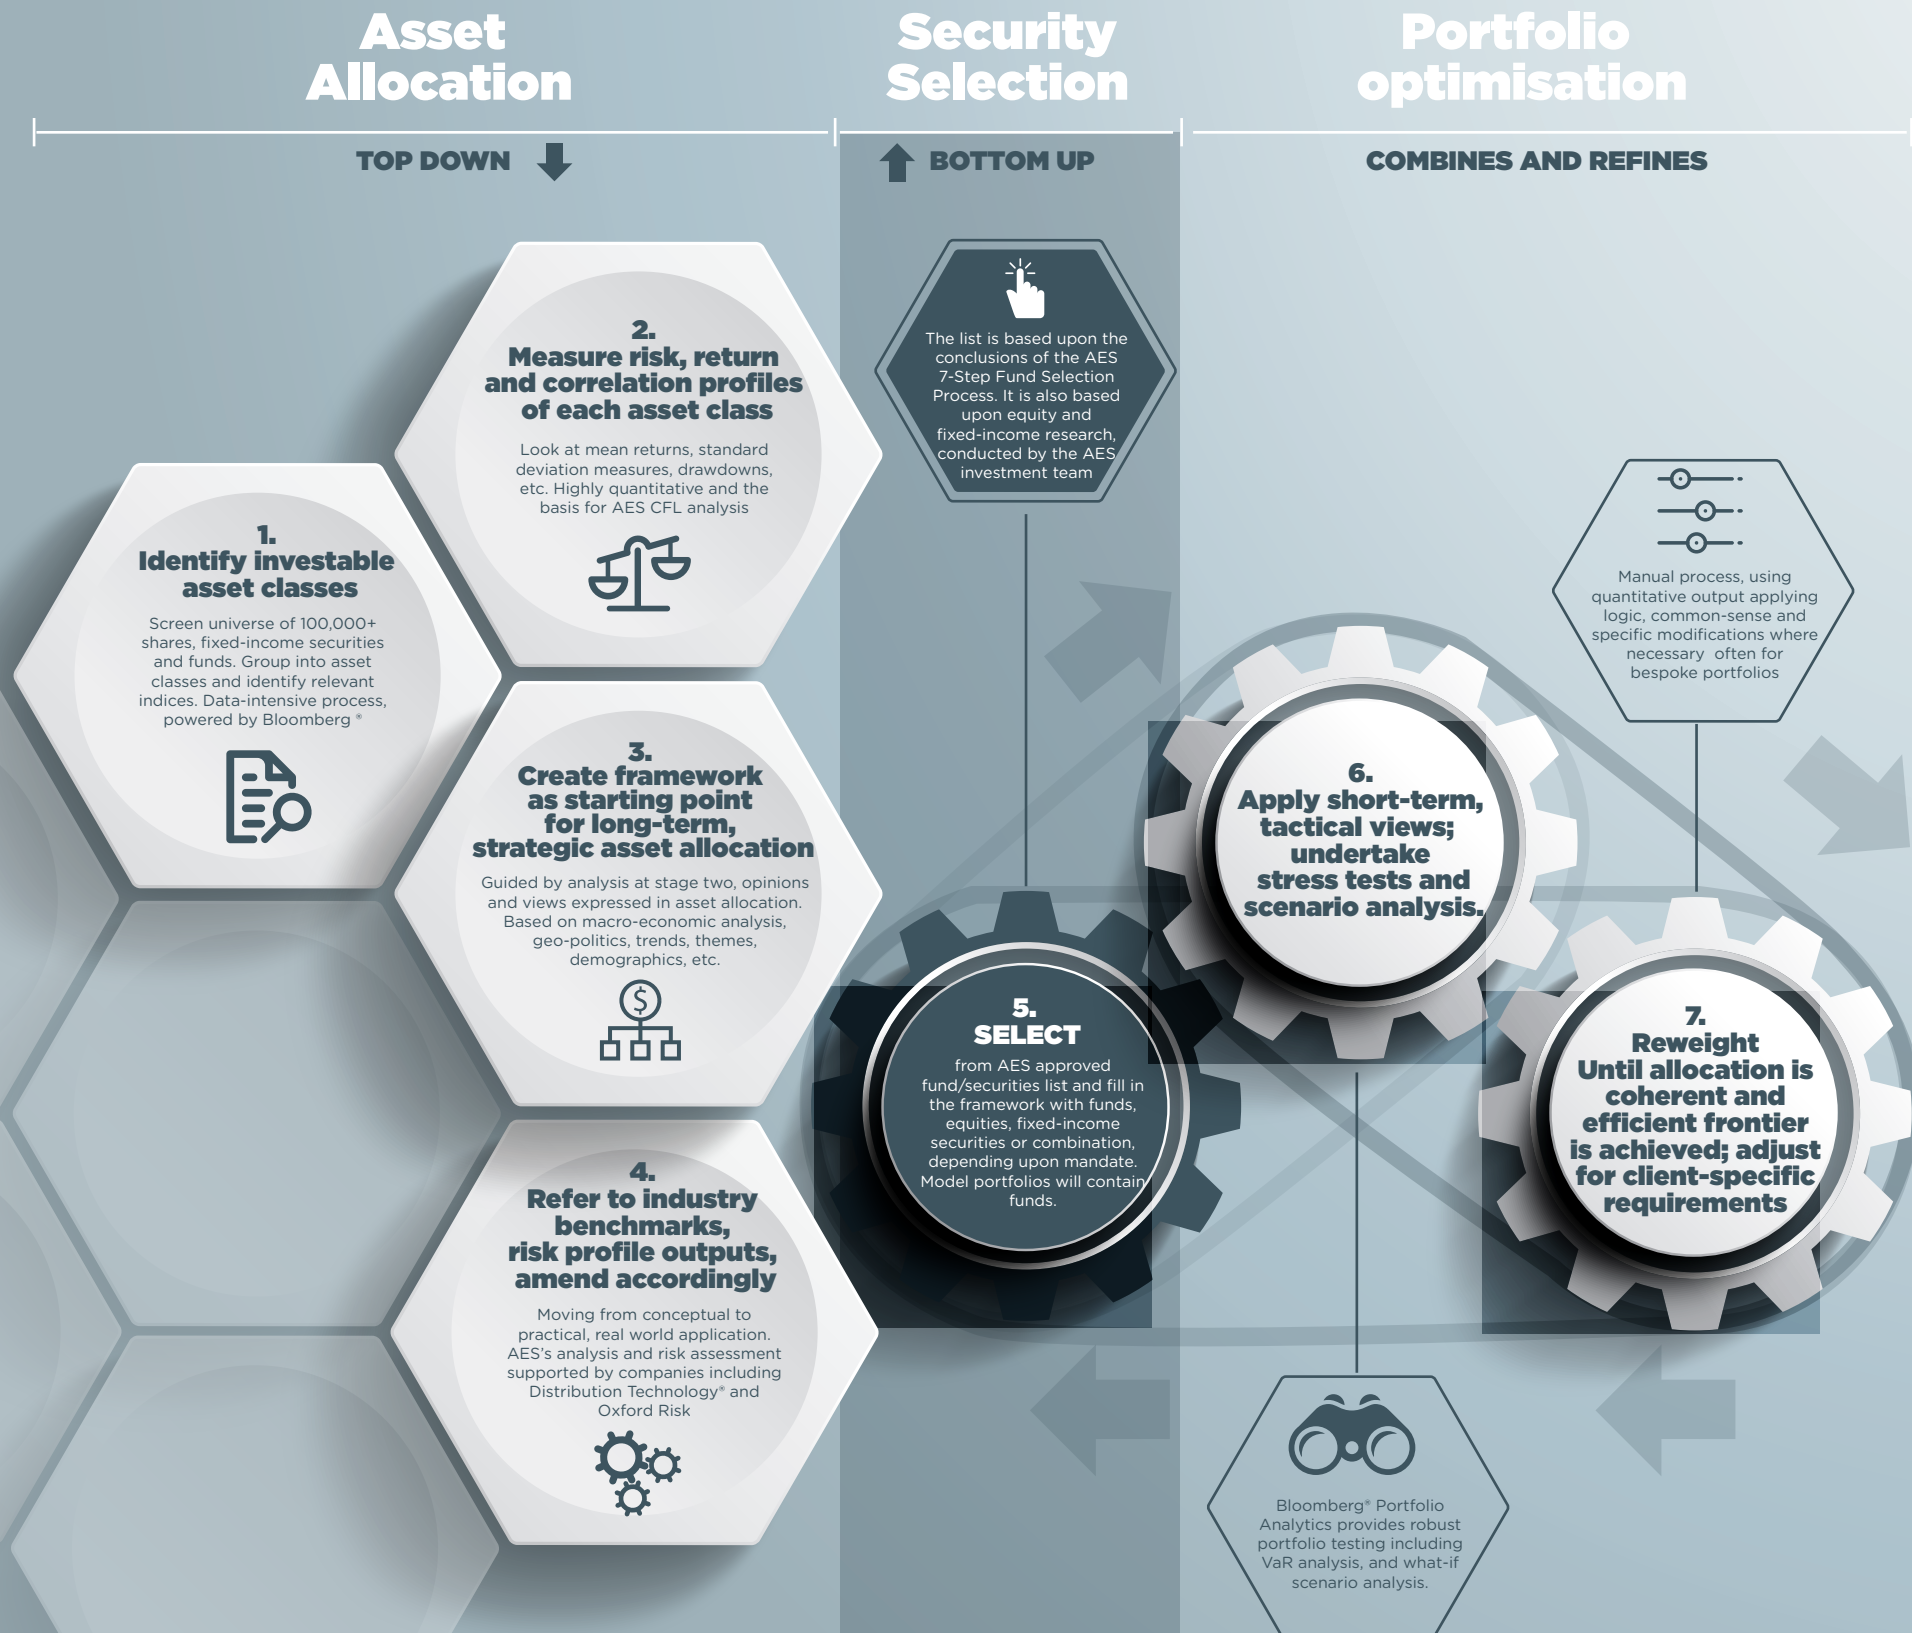 Asset
Allocation
TOP DOWN
Security
Selection
BOTTOM UP
Portfolio
optimisation
COMBINES AND REFINES
1.
Identify investable
asset classes
Screen universe of 100,000+
shares, fixed-income securities
and funds. Group into asset
classes and identify relevant
indices. Data-intensive process,
powered by Bloomberg ®
2.
Measure risk, return
and correlation profiles
of each asset class
Look at mean returns, standard
deviation measures, drawdowns,
etc. Highly quantitative and the
basis for AES CFL analysis
3.
Create framework
as starting point
for long-term,
strategic asset allocation
Guided by analysis at stage two, opinions
and views expressed in asset allocation.
Based on macro-economic analysis,
geo-politics, trends, themes,
demographics, etc.
$
4.
Refer to industry
benchmarks,
risk profile outputs,
amend accordingly
Moving from conceptual to
practical, real world application.
AES's analysis and risk assessment
supported by companies including
Distribution Technology® and
Oxford Risk
The list is based upon the
conclusions of the AES
7-Step Fund Selection
Process. It is also based
upon equity and
fixed-income research,
conducted by the AES
investment team
5.
SELECT
from AES approved
fund/securities list and fill in
the framework with funds,
equities, fixed-income
securities or combination,
depending upon mandate.
Model portfolios will contain
funds.
6.
Apply short-term,
tactical views;
undertake
stress tests and
scenario analysis.
Bloomberg® Portfolio
Analytics provides robust
portfolio testing including
VaR analysis, and what-if
scenario analysis.
Manual process, using
quantitative output applying
logic, common-sense and
specific modifications where
necessary often for
bespoke portfolios
7.
Reweight
Until allocation is
coherent and
efficient frontier
is achieved; adjust
for client-specific
requirements